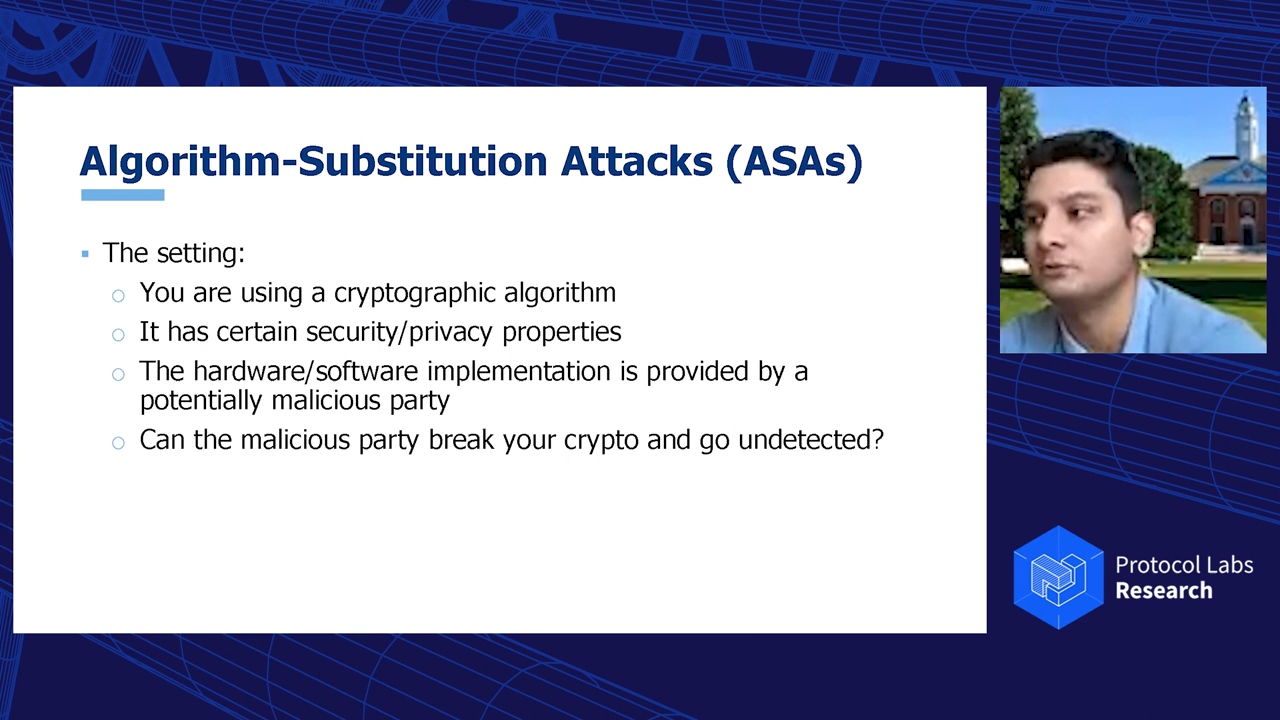 Algorithm-Substitution Attacks (ASAs)
▪ The setting:
○ You are using a cryptographic algorithm
○ It has certain security/privacy properties
○ The hardware/software implementation is provided by a
potentially malicious party
○ Can the malicious party break your crypto and go undetected?
Protocol Labs
Research